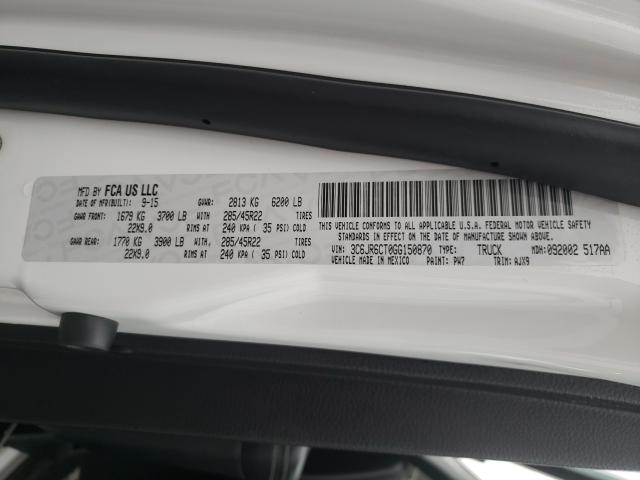 MFD BY FCA US LLC
DATE OF MFR(BUILT): 9-15 GVWR: 2813 KG 6200 LB
GAWR FRONT: 1679 KG 3700 LB WITH 285/45R22 TIRES
22X9.0 RIMS AT 240 KPA ( 35 PSI) COLD
GAWR REAR: 1770 KG 3900 LB WITH 285/45R22 TIRES
22X9.0 RIMS AT 240 KPA ( 35 PSI) COLD
THIS VEHICLE CONFORMS TO ALL APPLICABLE U.S.A. FEDERAL MOTOR VEHICLE SAFETY
STANDARDS IN EFFECT ON THE DATE OF MANUFACTURE SHOWN ABOVE.
VIN: 3C6JR6CT0GG150870 TYPE: TRUCK MDH: 092002 517AA
VEHICLE MADE IN MEXICO PAINT: PW7 TRIM: AJX9